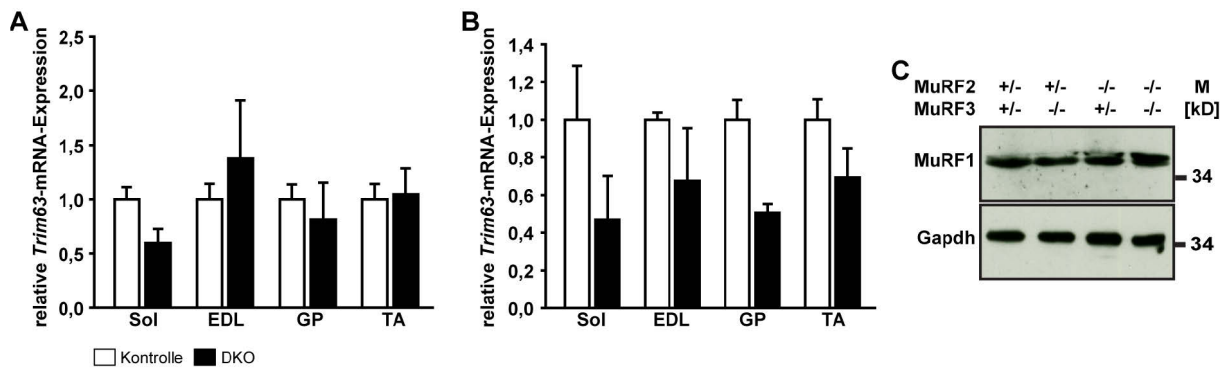 A
relative Trim63-mRNA-Expression
2,5
2,0
1,5
1,0
0,5
0,0
Sol EDL GP TA
Kontrolle DKO
B
relative Trim63-mRNA-Expression
1,4
1,2
1,0
0,8
0,6
0,4
0,2
0,0
Sol EDL GP TA
C
MuRF2 +/- +/- -/- -/- M
MuRF3 +/- -/- +/- -/- [kD]
MuRF1
34
Gapdh
34